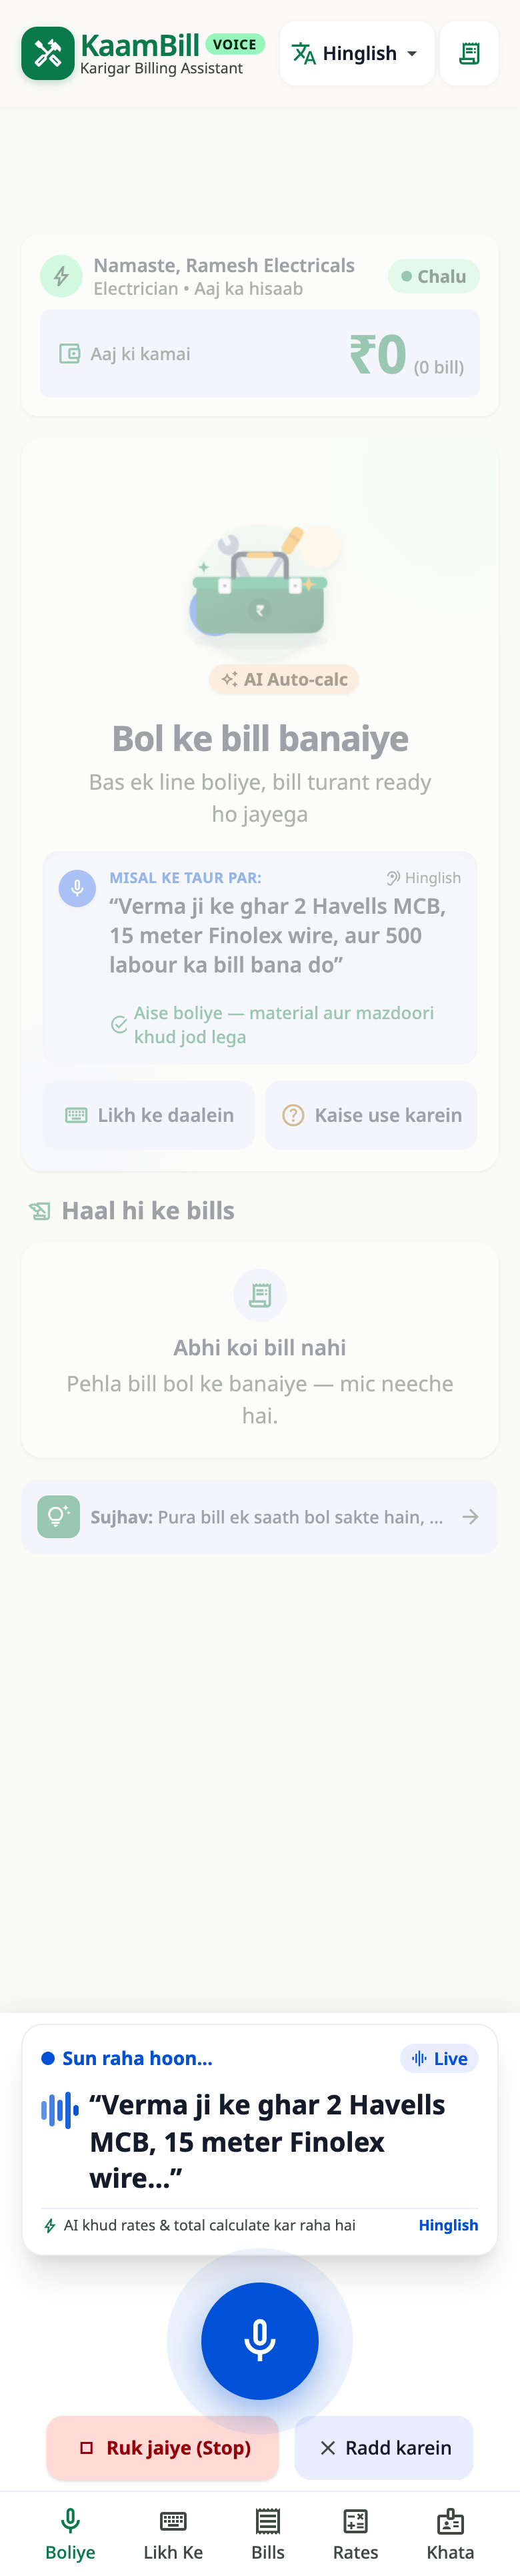 KaamBill VOICE
Karigar Billing Assistant
Hinglish
Namaste, Ramesh Electricals
Electrician • Aaj ka hisaab
Chalu
Aaj ki kamai
₹0 (0 bill)
₹
AI Auto-calc
Bol ke bill banaiye
Bas ek line boliye, bill turant ready
ho jayega
MISAL KE TAUR PAR:
Hinglish
“Verma ji ke ghar 2 Havells MCB,
15 meter Finolex wire, aur 500
labour ka bill bana do”
Aise boliye — material aur mazdoori
khud jod lega
Likh ke daalein
Kaise use karein
Haal hi ke bills
Abhi koi bill nahi
Pehla bill bol ke banaiye — mic neeche
hai.
Sujhav: Pura bill ek saath bol sakte hain, ...
Sun raha hoon...
Live
“Verma ji ke ghar 2 Havells
MCB, 15 meter Finolex
wire...”
AI khud rates & total calculate kar raha hai
Hinglish
Ruk jaiye (Stop)
Radd karein
Boliye
Likh Ke
Bills
Rates
Khata